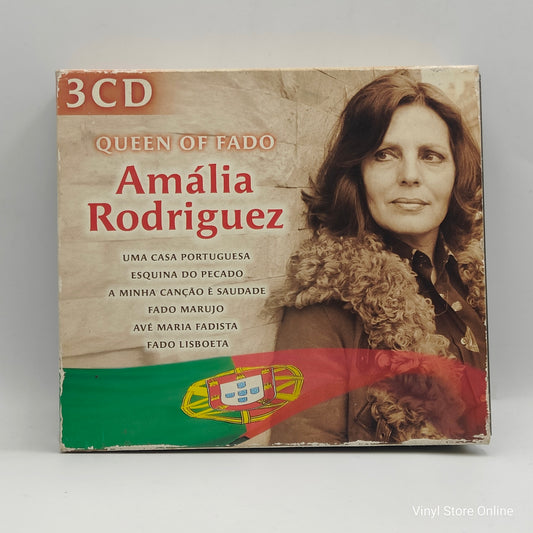 3CD
QUEEN OF FADO
Amália
Rodriguez
UMA CASA PORTUGUESA
ESQUINA DO PECADO
A MINHA CANÇÃO È SAUDADE
FADO MARUJO
AVÉ MARIA FADISTA
FADO LISBOETA
Vinyl Store Online